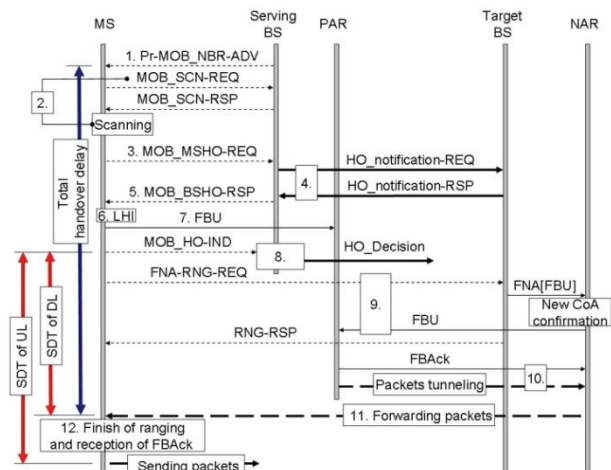 MS
Serving
BS
PAR
Target
BS
NAR
1. Pr-MOB_NBR-ADV
MOB_SCN-REQ
2.
MOB_SCN-RSP
Scanning
3. MOB_MSHO-REQ
HO_notification-REQ
4.
HO_notification-RSP
5. MOB_BSHO-RSP
6. LHI
7. FBU
MOB_HO-IND
8.
HO_Decision
FNA-RNG-REQ
FNA[FBU]
9.
New CoA
confirmation
FBU
RNG-RSP
FBAck
10.
Packets tunneling
11. Forwarding packets
12. Finish of ranging
and reception of FBAck
Sending packets
Total
handover delay
SDT of DL
SDT of UL